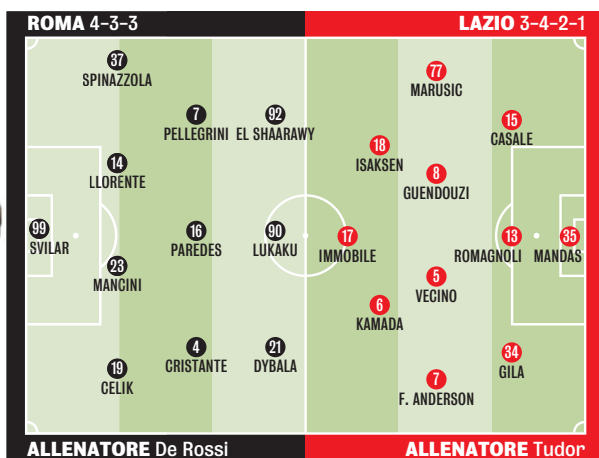 ROMA 4-3-3
LAZIO 3-4-2-1
37
SPINAZZOLA
7
PELLEGRINI
92
EL SHAARAWY
14
LLORENTE
99
SVILAR
16
PAREDES
90
LUKAKU
23
MANCINI
4
CRISTANTE
21
DYBALA
19
CELIK
77
MARUSIC
15
CASALE
18
ISAKSEN
8
GUENDOUZI
17
IMMOBILE
13
ROMAGNOLI
35
MANDAS
5
VECINO
6
KAMADA
34
GILA
7
F. ANDERSON
ALLENATORE De Rossi
ALLENATORE Tudor